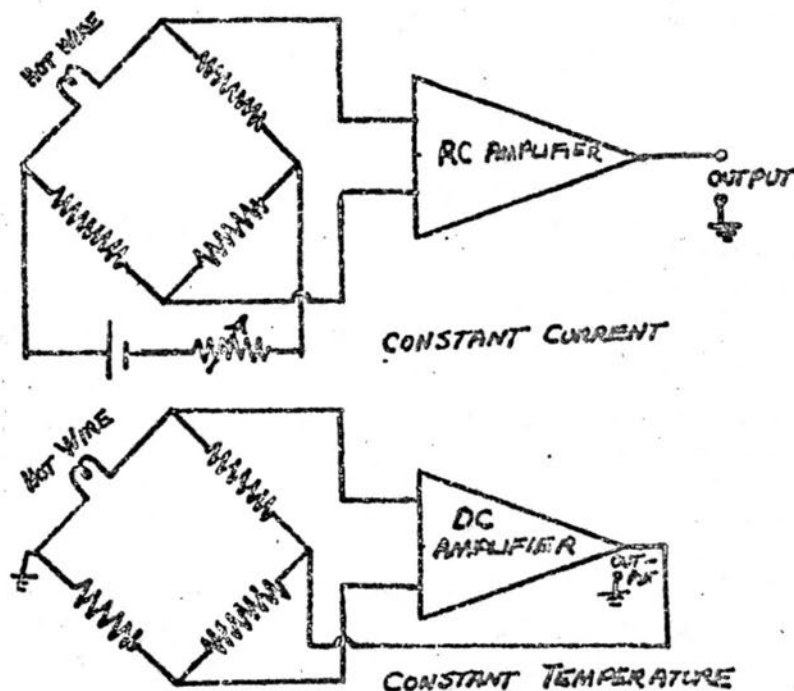 HOT WIRE
RC AMPLIFIER
OUTPUT
CONSTANT CURRENT
HOT WIRE
DC
AMPLIFIER
OUT-
PUT
CONSTANT TEMPERATURE